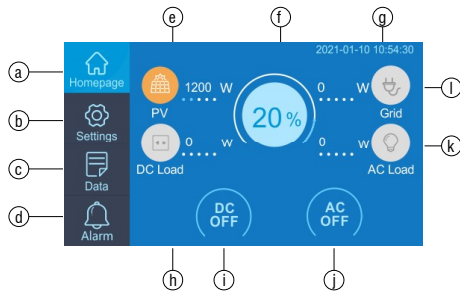 e f g
2021-01-10 10:54:30
a Homepage
1200 W 0 W l
PV Grid
b Settings
20 %
0 W 0 W k
DC Load AC Load
c Data
DC OFF AC OFF
d Alarm
h i j